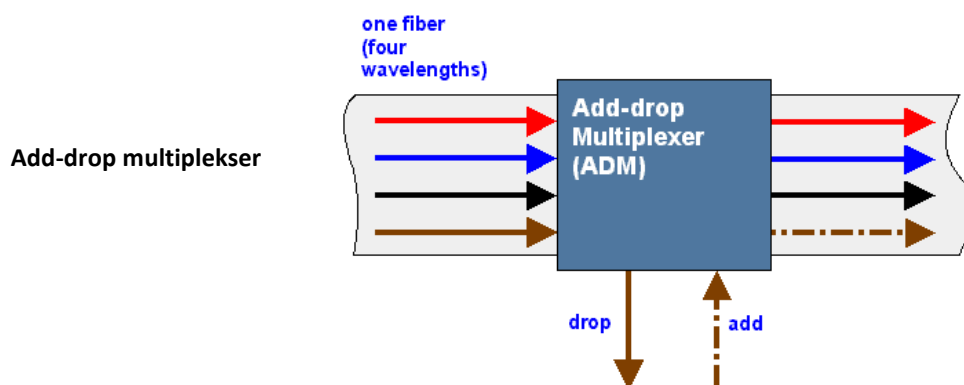 one fiber
(four
wavelengths)
Add-drop
Multiplexer
(ADM)
Add-drop multiplekser
drop
add